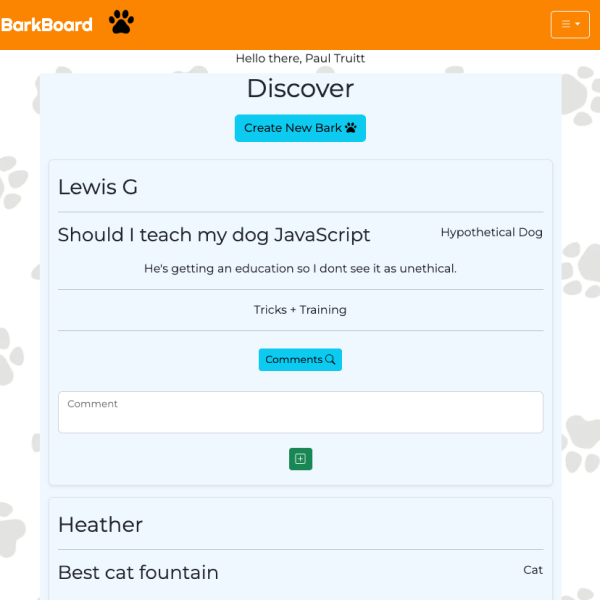 BarkBoard
Hello there, Paul Truitt
Discover
Create New Bark
Lewis G
Should I teach my dog JavaScript
Hypothetical Dog
He's getting an education so I dont see it as unethical.
Tricks + Training
Comments
Comment
Heather
Best cat fountain
Cat